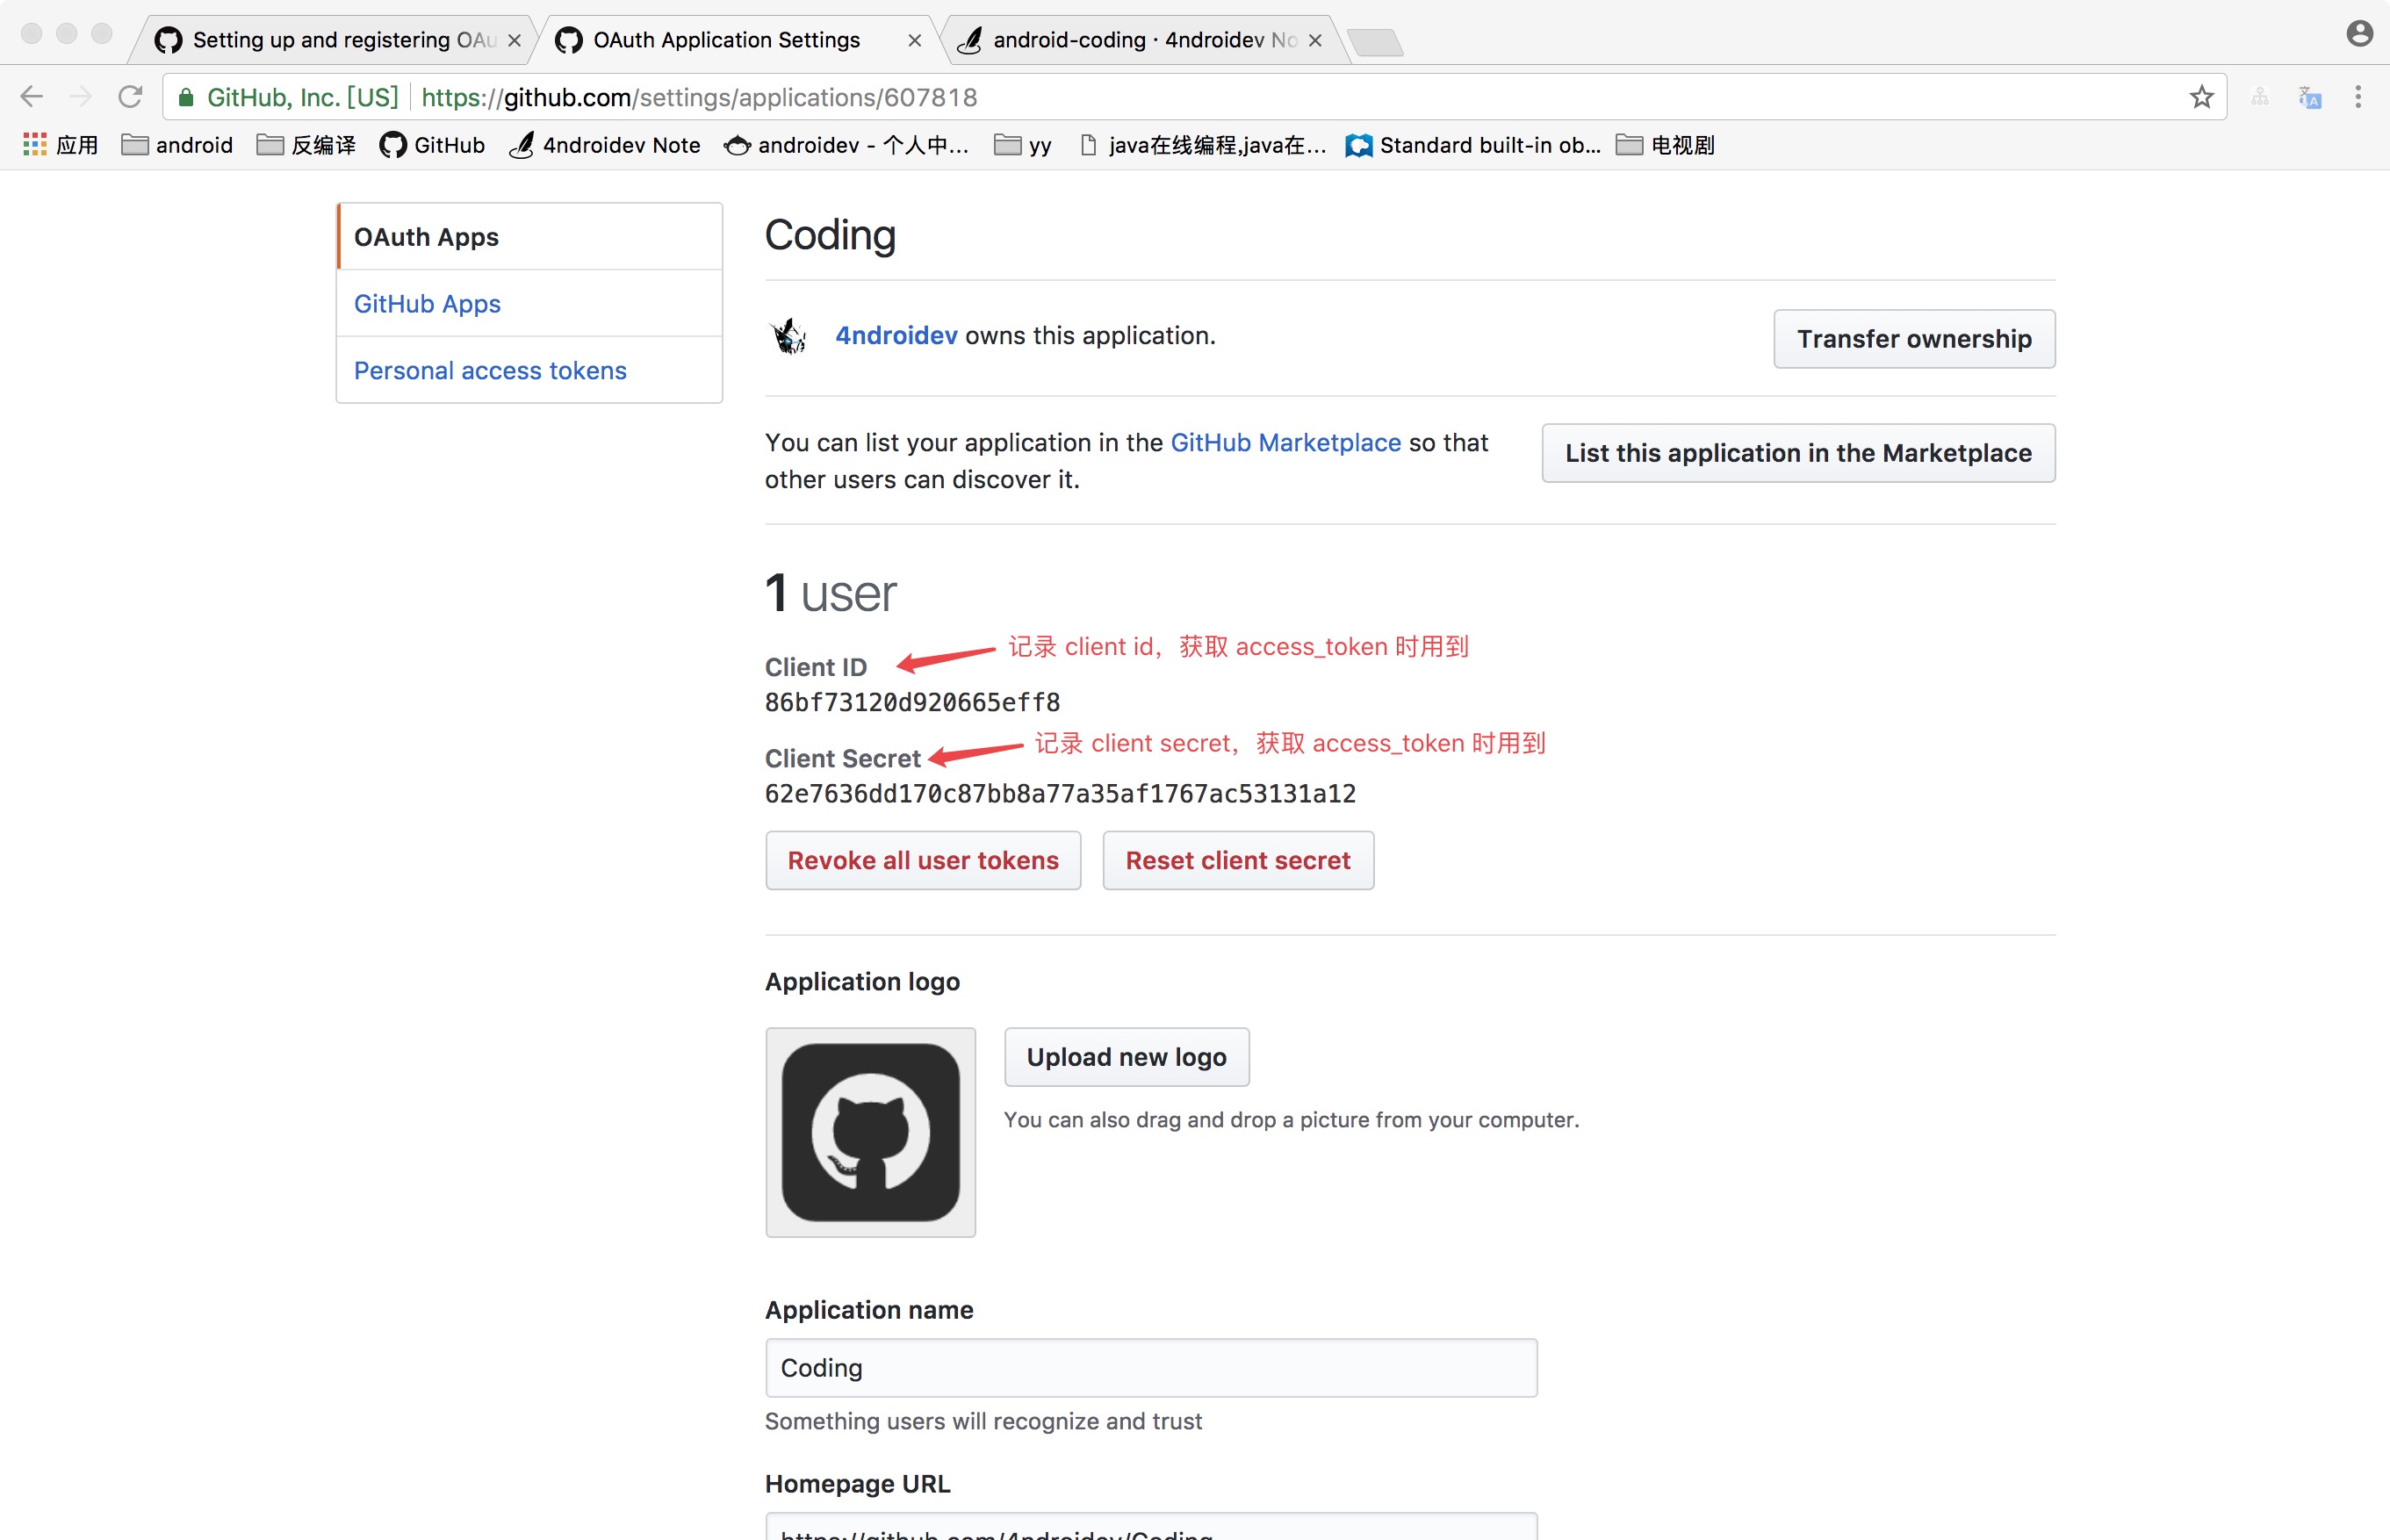 Setting up and registering OAu
OAuth Application Settings
android-coding · 4ndroidev No
GitHub, Inc. [US] https://github.com/settings/applications/607818
应用 android 反编译 GitHub 4ndroidev Note androidev - 个人中... yy java在线编程,java在... Standard built-in ob... 电视剧
OAuth Apps
GitHub Apps
Personal access tokens
Coding
4ndroidev owns this application.
Transfer ownership
You can list your application in the GitHub Marketplace so that
other users can discover it.
List this application in the Marketplace
1 user
记录 client id，获取 access_token 时用到
Client ID
86bf73120d920665eff8
记录 client secret，获取 access_token 时用到
Client Secret
62e7636dd170c87bb8a77a35af1767ac53131a12
Revoke all user tokens
Reset client secret
Application logo
Upload new logo
You can also drag and drop a picture from your computer.
Application name
Coding
Something users will recognize and trust
Homepage URL
https://github.com/4ndroidev/Coding